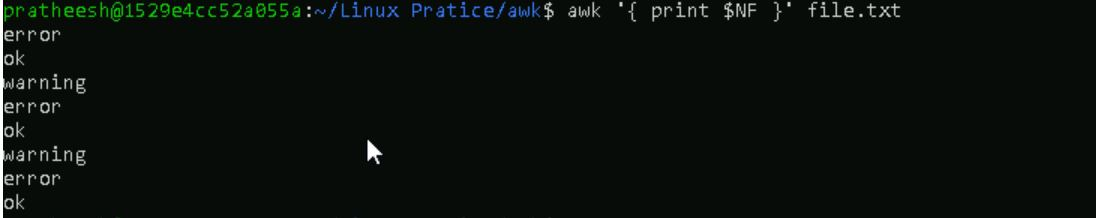 pratheesh@1529e4cc52a055a:~/Linux Pratice/awk$ awk '{ print $NF }' file.txt
error
ok
warning
error
ok
warning
error
ok